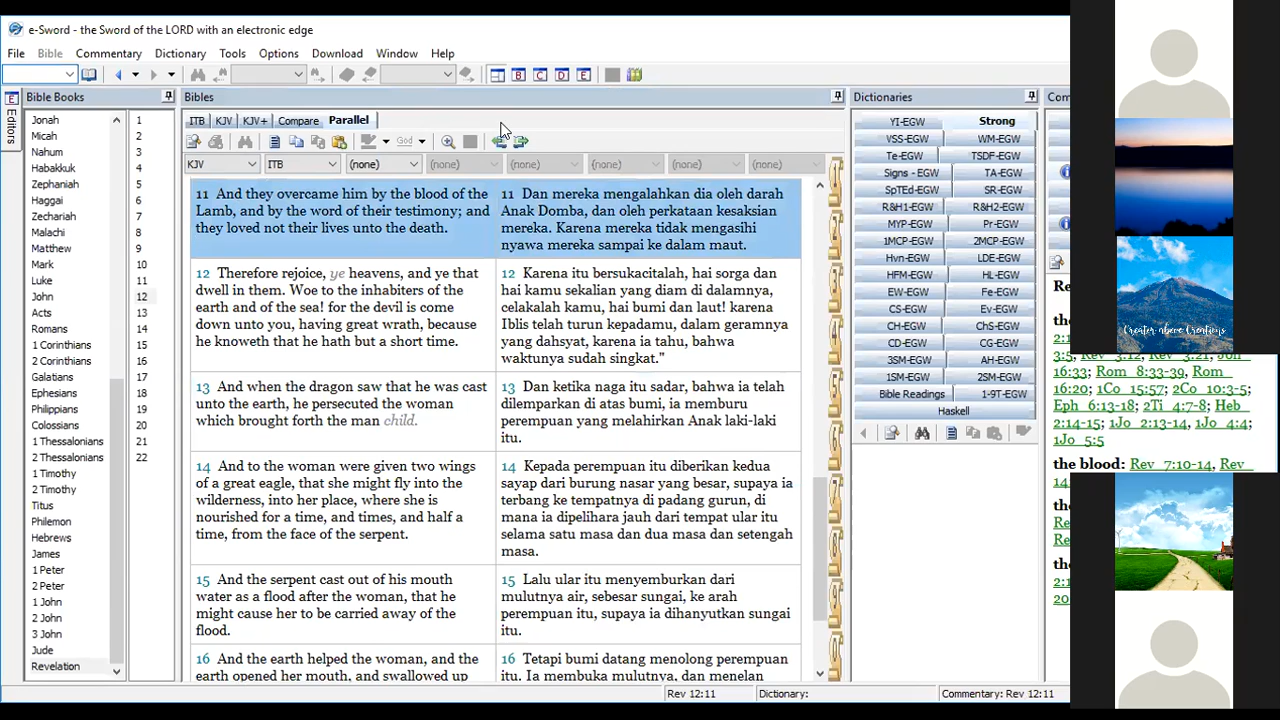 e-Sword - the Sword of the LORD with an electronic edge
File Bible Commentary Dictionary Tools Options Download Window Help
B C D E
Bible Books
Editors
Jonah
Micah
Nahum
Habakkuk
Zephaniah
Haggai
Zechariah
Malachi
Matthew
Mark
Luke
John
Acts
Romans
1 Corinthians
2 Corinthians
Galatians
Ephesians
Philippians
Colossians
1 Thessalonians
2 Thessalonians
1 Timothy
2 Timothy
Titus
Philemon
Hebrews
James
1 Peter
2 Peter
1 John
2 John
3 John
Jude
Revelation
1
2
3
4
5
6
7
8
9
10
11
12
13
14
15
16
17
18
19
20
21
22
Bibles
ITB KJV KJV+ Compare Parallel
God
KJV ITB (none) (none) (none) (none) (none) (none)
11 And they overcame him by the blood of the
Lamb, and by the word of their testimony; and
they loved not their lives unto the death.
11 Dan mereka mengalahkan dia oleh darah
Anak Domba, dan oleh perkataan kesaksian
mereka. Karena mereka tidak mengasihi
nyawa mereka sampai ke dalam maut.
12 Therefore rejoice, ye heavens, and ye that
dwell in them. Woe to the inhabiters of the
earth and of the sea! for the devil is come
down unto you, having great wrath, because
he knoweth that he hath but a short time.
12 Karena itu bersukacitalah, hai sorga dan
hai kamu sekalian yang diam di dalamnya,
celakalah kamu, hai bumi dan laut! karena
Iblis telah turun kepadamu, dalam geramnya
yang dahsyat, karena ia tahu, bahwa
waktunya sudah singkat."
13 And when the dragon saw that he was cast
unto the earth, he persecuted the woman
which brought forth the man child.
13 Dan ketika naga itu sadar, bahwa ia telah
dilemparkan di atas bumi, ia memburu
perempuan yang melahirkan Anak laki-laki
itu.
14 And to the woman were given two wings
of a great eagle, that she might fly into the
wilderness, into her place, where she is
nourished for a time, and times, and half a
time, from the face of the serpent.
14 Kepada perempuan itu diberikan kedua
sayap dari burung nasar yang besar, supaya ia
terbang ke tempatnya di padang gurun, di
mana ia dipelihara jauh dari tempat ular itu
selama satu masa dan dua masa dan setengah
masa.
15 And the serpent cast out of his mouth
water as a flood after the woman, that he
might cause her to be carried away of the
flood.
15 Lalu ular itu menyemburkan dari
mulutnya air, sebesar sungai, ke arah
perempuan itu, supaya ia dihanyutkan sungai
itu.
16 And the earth helped the woman, and the
earth opened her mouth, and swallowed up
16 Tetapi bumi datang menolong perempuan
itu. Ia membuka mulutnya, dan menelan
1
2
3
4
5
6
7
8
9
Dictionaries
YI-EGW Strong
VSS-EGW WM-EGW
Te-EGW TSDF-EGW
Signs - EGW TA-EGW
SpTEd-EGW SR-EGW
R&H1-EGW R&H2-EGW
MYP-EGW Pr-EGW
1MCP-EGW 2MCP-EGW
Hvn-EGW LDE-EGW
HFM-EGW HL-EGW
EW-EGW Fe-EGW
CS-EGW Ev-EGW
CH-EGW ChS-EGW
CD-EGW CG-EGW
3SM-EGW AH-EGW
1SM-EGW 2SM-EGW
Bible Readings 1-9T-EGW
Haskell
Creator above Creations
16:33; Rom_8:33-39, Rom_
16:20; 1Co_15:57; 2Co_10:3-5;
Eph_6:13-18; 2Ti_4:7-8; Heb_
2:14-15; 1Jo_2:13-14, 1Jo_4:4;
1Jo_5:5
the blood: Rev_7:10-14, Rev_
Rev 12:11
Dictionary:
Commentary: Rev 12:11